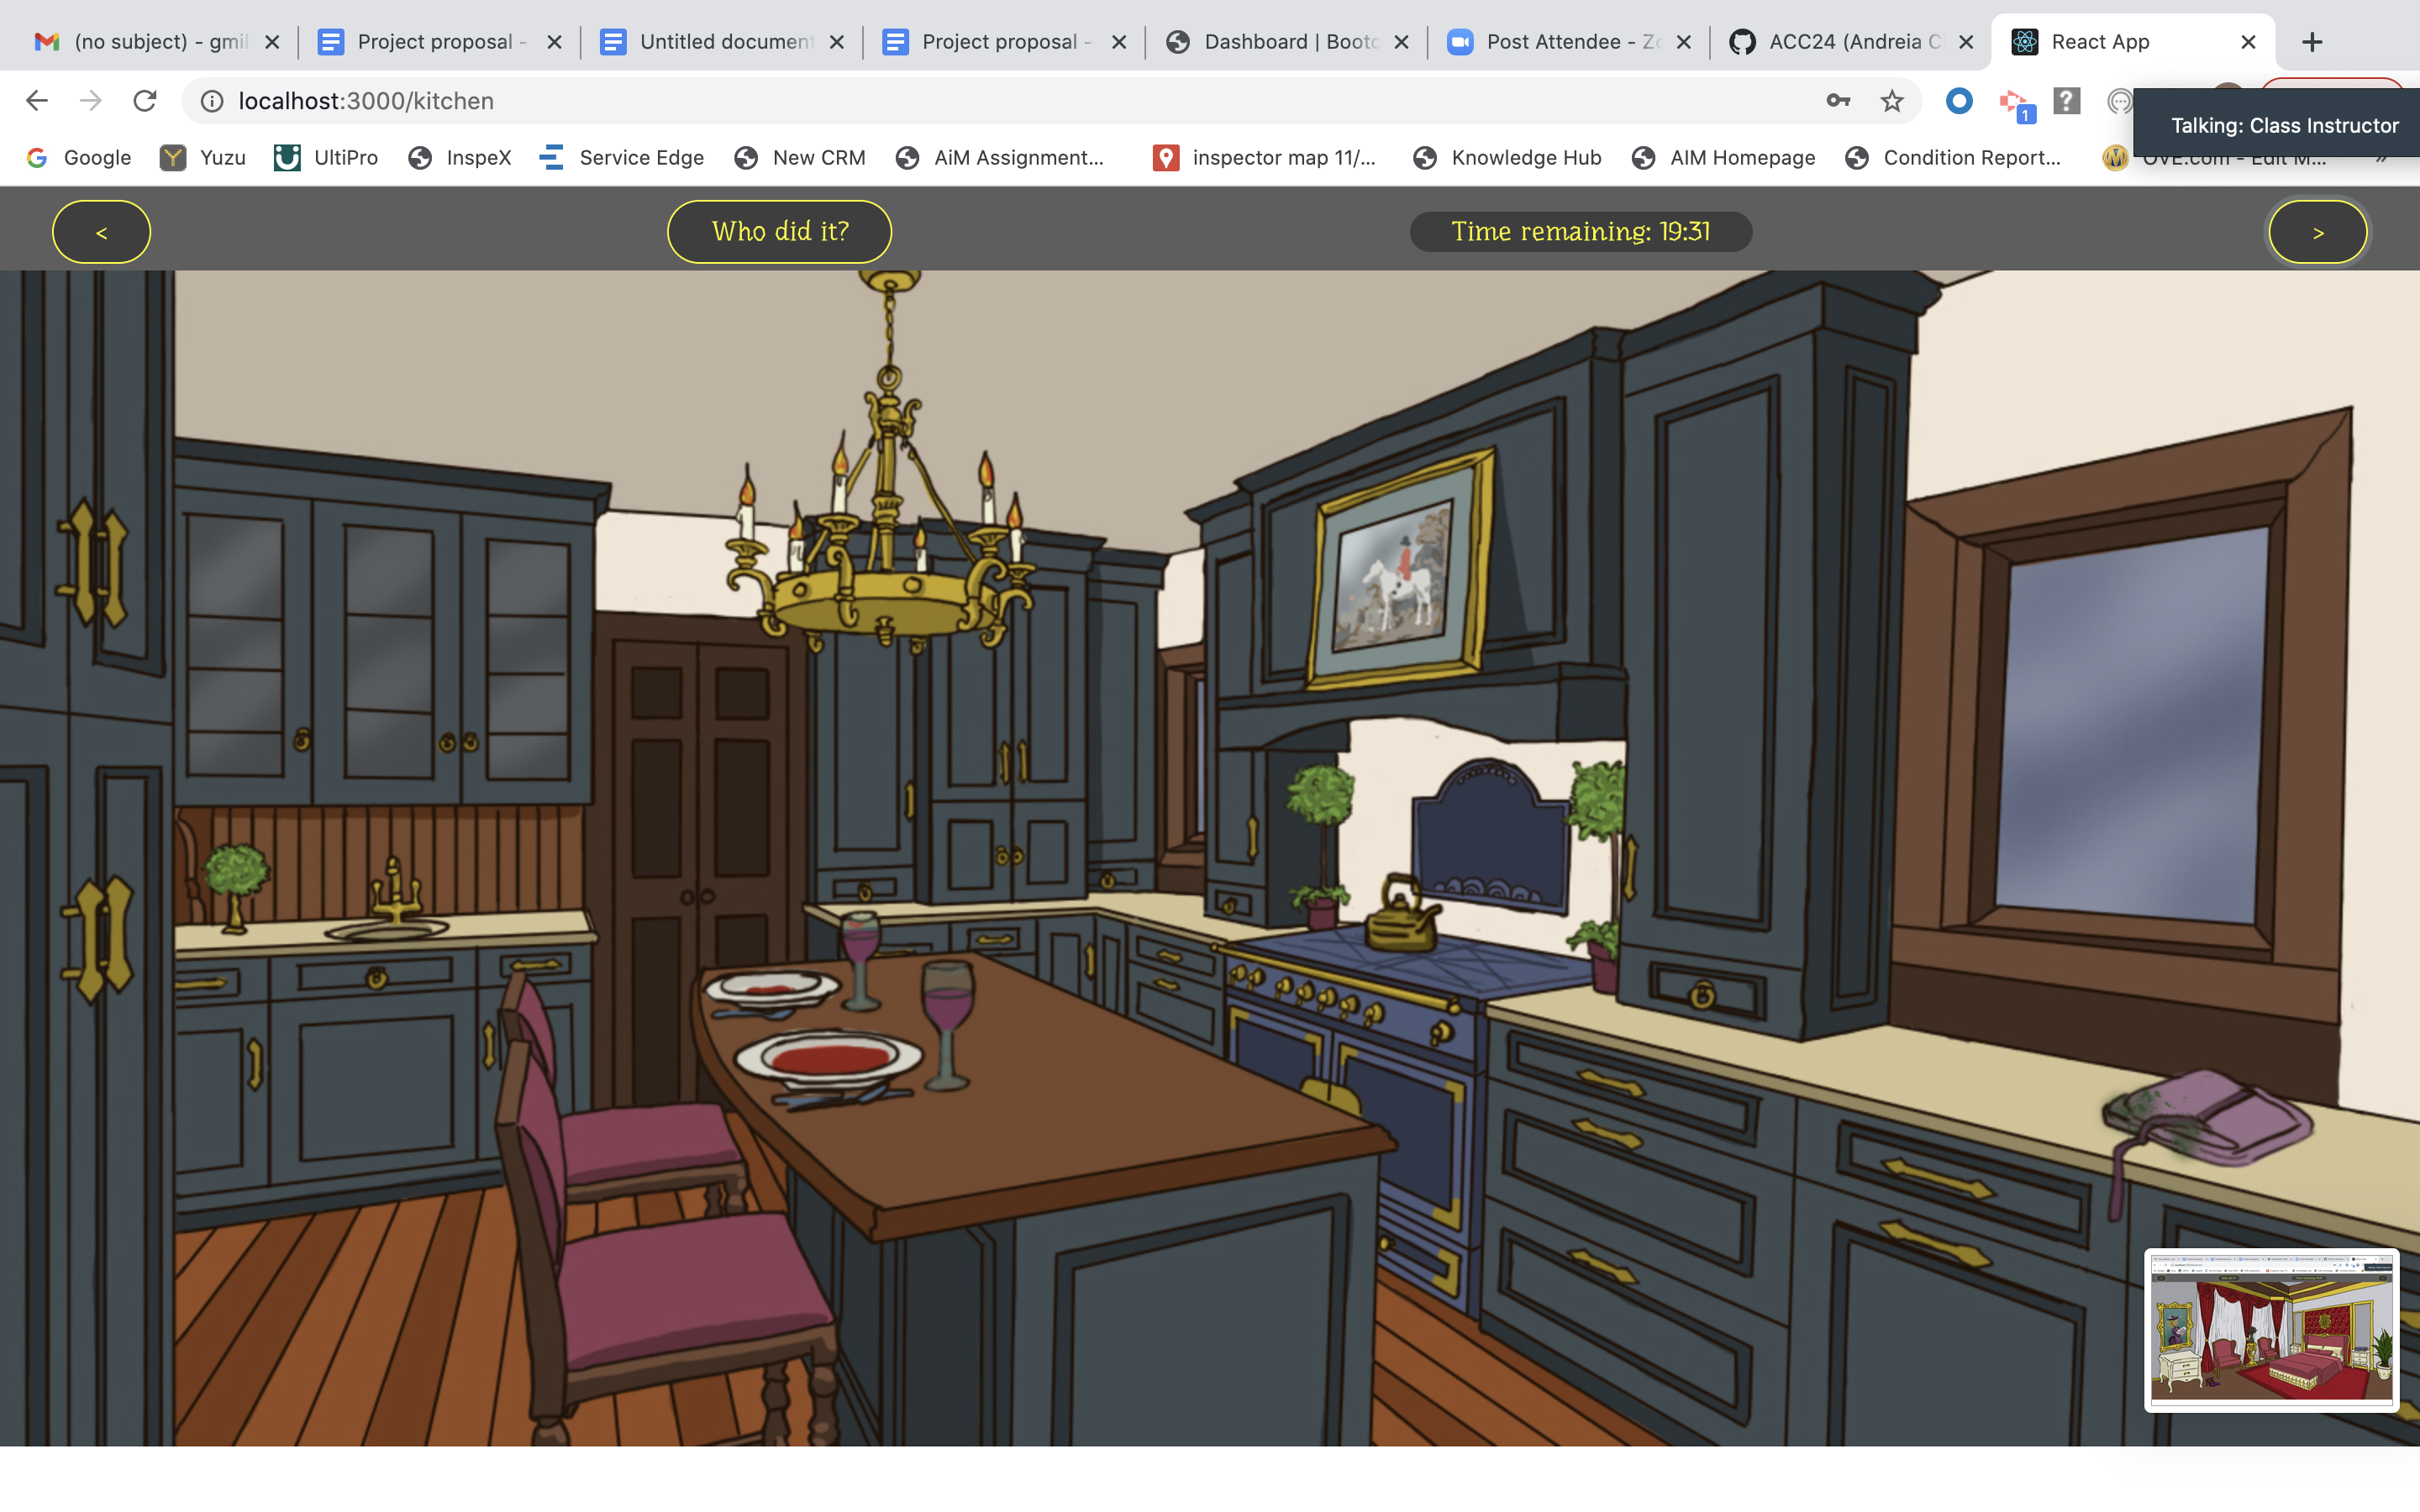 (no subject) - gmil
Project proposal -
Untitled document
Project proposal -
Dashboard | Bootc
Post Attendee - Zo
ACC24 (Andreia C
React App
localhost:3000/kitchen
1
Talking: Class Instructor
Google
Yuzu
UltiPro
InspeX
Service Edge
New CRM
AiM Assignment...
inspector map 11/...
Knowledge Hub
AIM Homepage
Condition Report...
OVE.com - Edit M...
<
Who did it?
Time remaining: 19:31
>